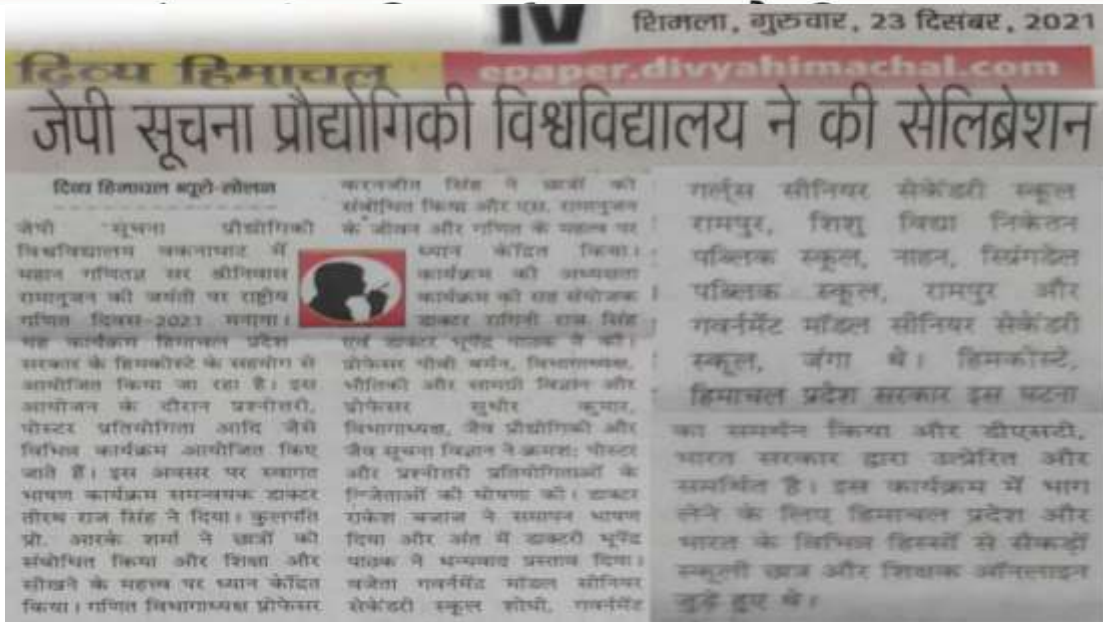 IV
शिमला, गुरुवार, 23 दिसंबर, 2021
दिव्य हिमाचल
epaper.divyahimachal.com
जेपी सूचना प्रौद्योगिकी विश्वविद्यालय ने की सेलिब्रेशन
दिव्य हिमाचल ब्यूरो-सोलन
जेपी सूचना प्रौद्योगिकी
विश्वविद्यालय वकनाघाट में
महान गणितज्ञ सर श्रीनिवास
रामानुजन की जयंती पर राष्ट्रीय
गणित दिवस-2021 मनाया।
यह कार्यक्रम हिमाचल प्रदेश
सरकार के हिमकोस्टे के सहयोग से
आयोजित किया जा रहा है। इस
आयोजन के दौरान प्रश्नोत्तरी,
पोस्टर प्रतियोगिता आदि जैसे
विभिन्न कार्यक्रम आयोजित किए
जाते हैं। इस अवसर पर स्वागत
भाषण कार्यक्रम समन्वयक डाक्टर
तीरथ राज सिंह ने दिया। कुलपति
प्रो. आरके शर्मा ने छात्रों को
संबोधित किया और शिक्षा और
सीखने के महत्त्व पर ध्यान केंद्रित
किया। गणित विभागाध्यक्ष प्रोफेसर
करनजीत सिंह ने छात्रों को
संबोधित किया और एस. रामानुजन
के जीवन और गणित के महत्त्व पर
ध्यान केंद्रित किया।
कार्यक्रम की अध्यक्षता
कार्यक्रम की सह संयोजक
डाक्टर रागिनी राज सिंह
एवं डाक्टर भूपेंद्र पाठक ने की।
प्रोफेसर पीबी बर्मन, विभागाध्यक्ष,
भौतिकी और सामग्री विज्ञान और
प्रोफेसर सुधीर कुमार,
विभागाध्यक्ष, जैव प्रौद्योगिकी और
जैव सूचना विज्ञान ने क्रमश: पोस्टर
और प्रश्नोत्तरी प्रतियोगिताओं के
विजेताओं की घोषणा की। डाक्टर
राकेश बजाज ने समापन भाषण
दिया और अंत में डाक्टरी भूपेंद्र
पाठक ने धन्यवाद प्रस्ताव दिया।
वजेता गवर्नमेंट मॉडल सीनियर
सेकेंडरी स्कूल शोघी, गवर्नमेंट
गर्ल्स सीनियर सेकेंडरी स्कूल
रामपुर, शिशु विद्या निकेतन
पब्लिक स्कूल, नाहन, स्प्रिंगडेल
पब्लिक स्कूल, रामपुर और
गवर्नमेंट मॉडल सीनियर सेकेंडरी
स्कूल, जंगा थे। हिमकोस्टे,
हिमाचल प्रदेश सरकार इस घटना
का समर्थन किया और डीएसटी,
भारत सरकार द्वारा उत्प्रेरित और
समर्थित है। इस कार्यक्रम में भाग
लेने के लिए हिमाचल प्रदेश और
भारत के विभिन्न हिस्सों से सैकड़ों
स्कूली छात्र और शिक्षक ऑनलाइन
जुड़े हुए थे।